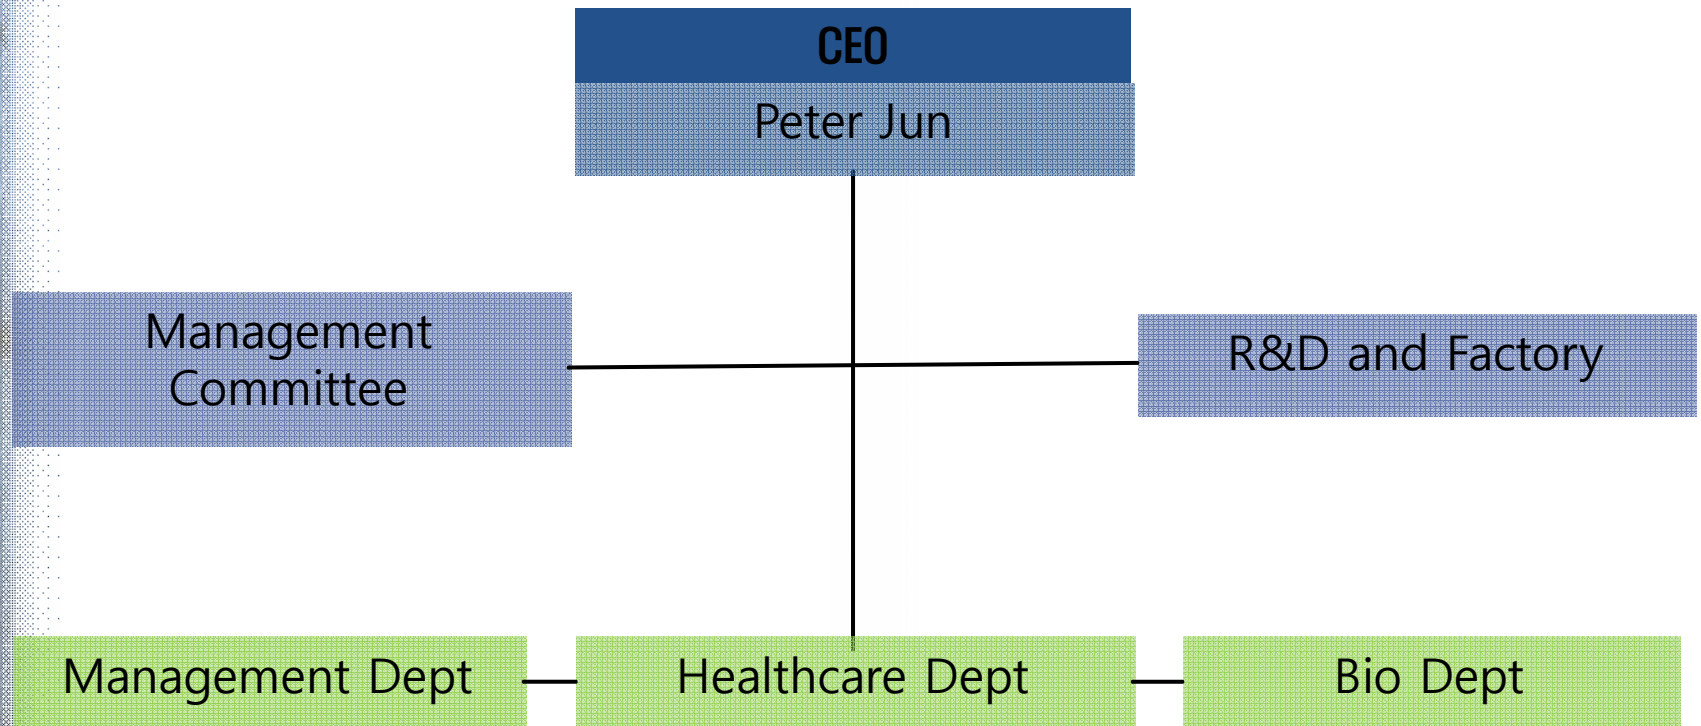 CEO
Peter Jun
Management
Committee
R&D and Factory
Management Dept
Healthcare Dept
Bio Dept